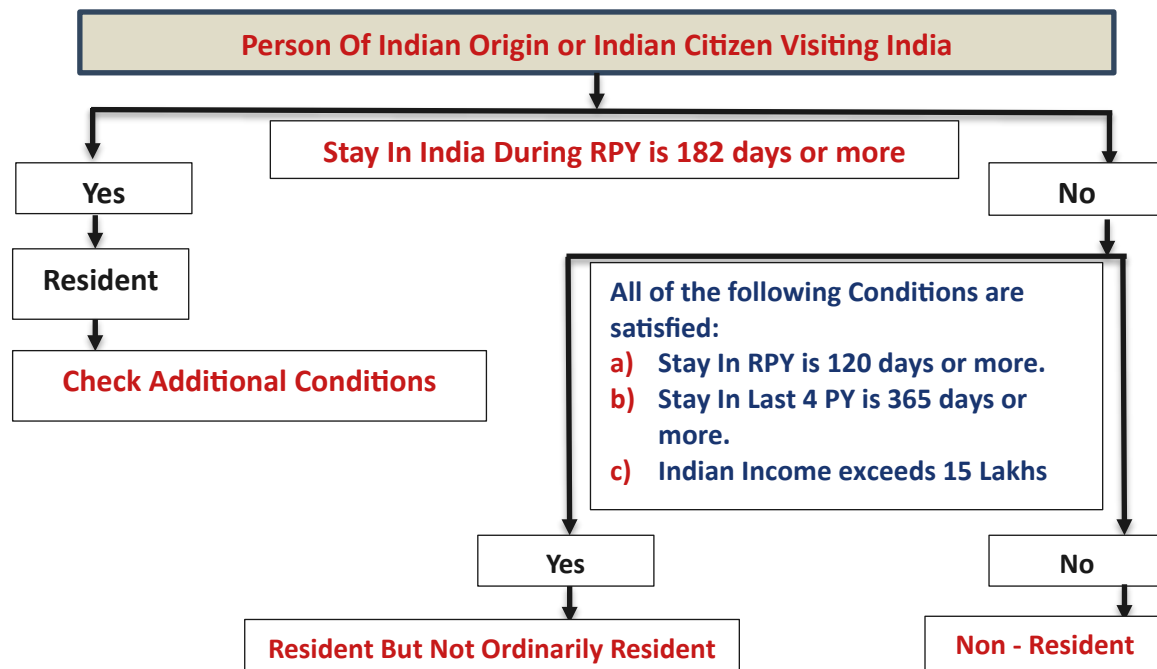 Person Of Indian Origin or Indian Citizen Visiting India
Stay In India During RPY is 182 days or more
Yes
No
Resident
Check Additional Conditions
All of the following Conditions are
satisfied:
a) Stay In RPY is 120 days or more.
b) Stay In Last 4 PY is 365 days or
more.
c) Indian Income exceeds 15 Lakhs
Yes
No
Resident But Not Ordinarily Resident
Non - Resident